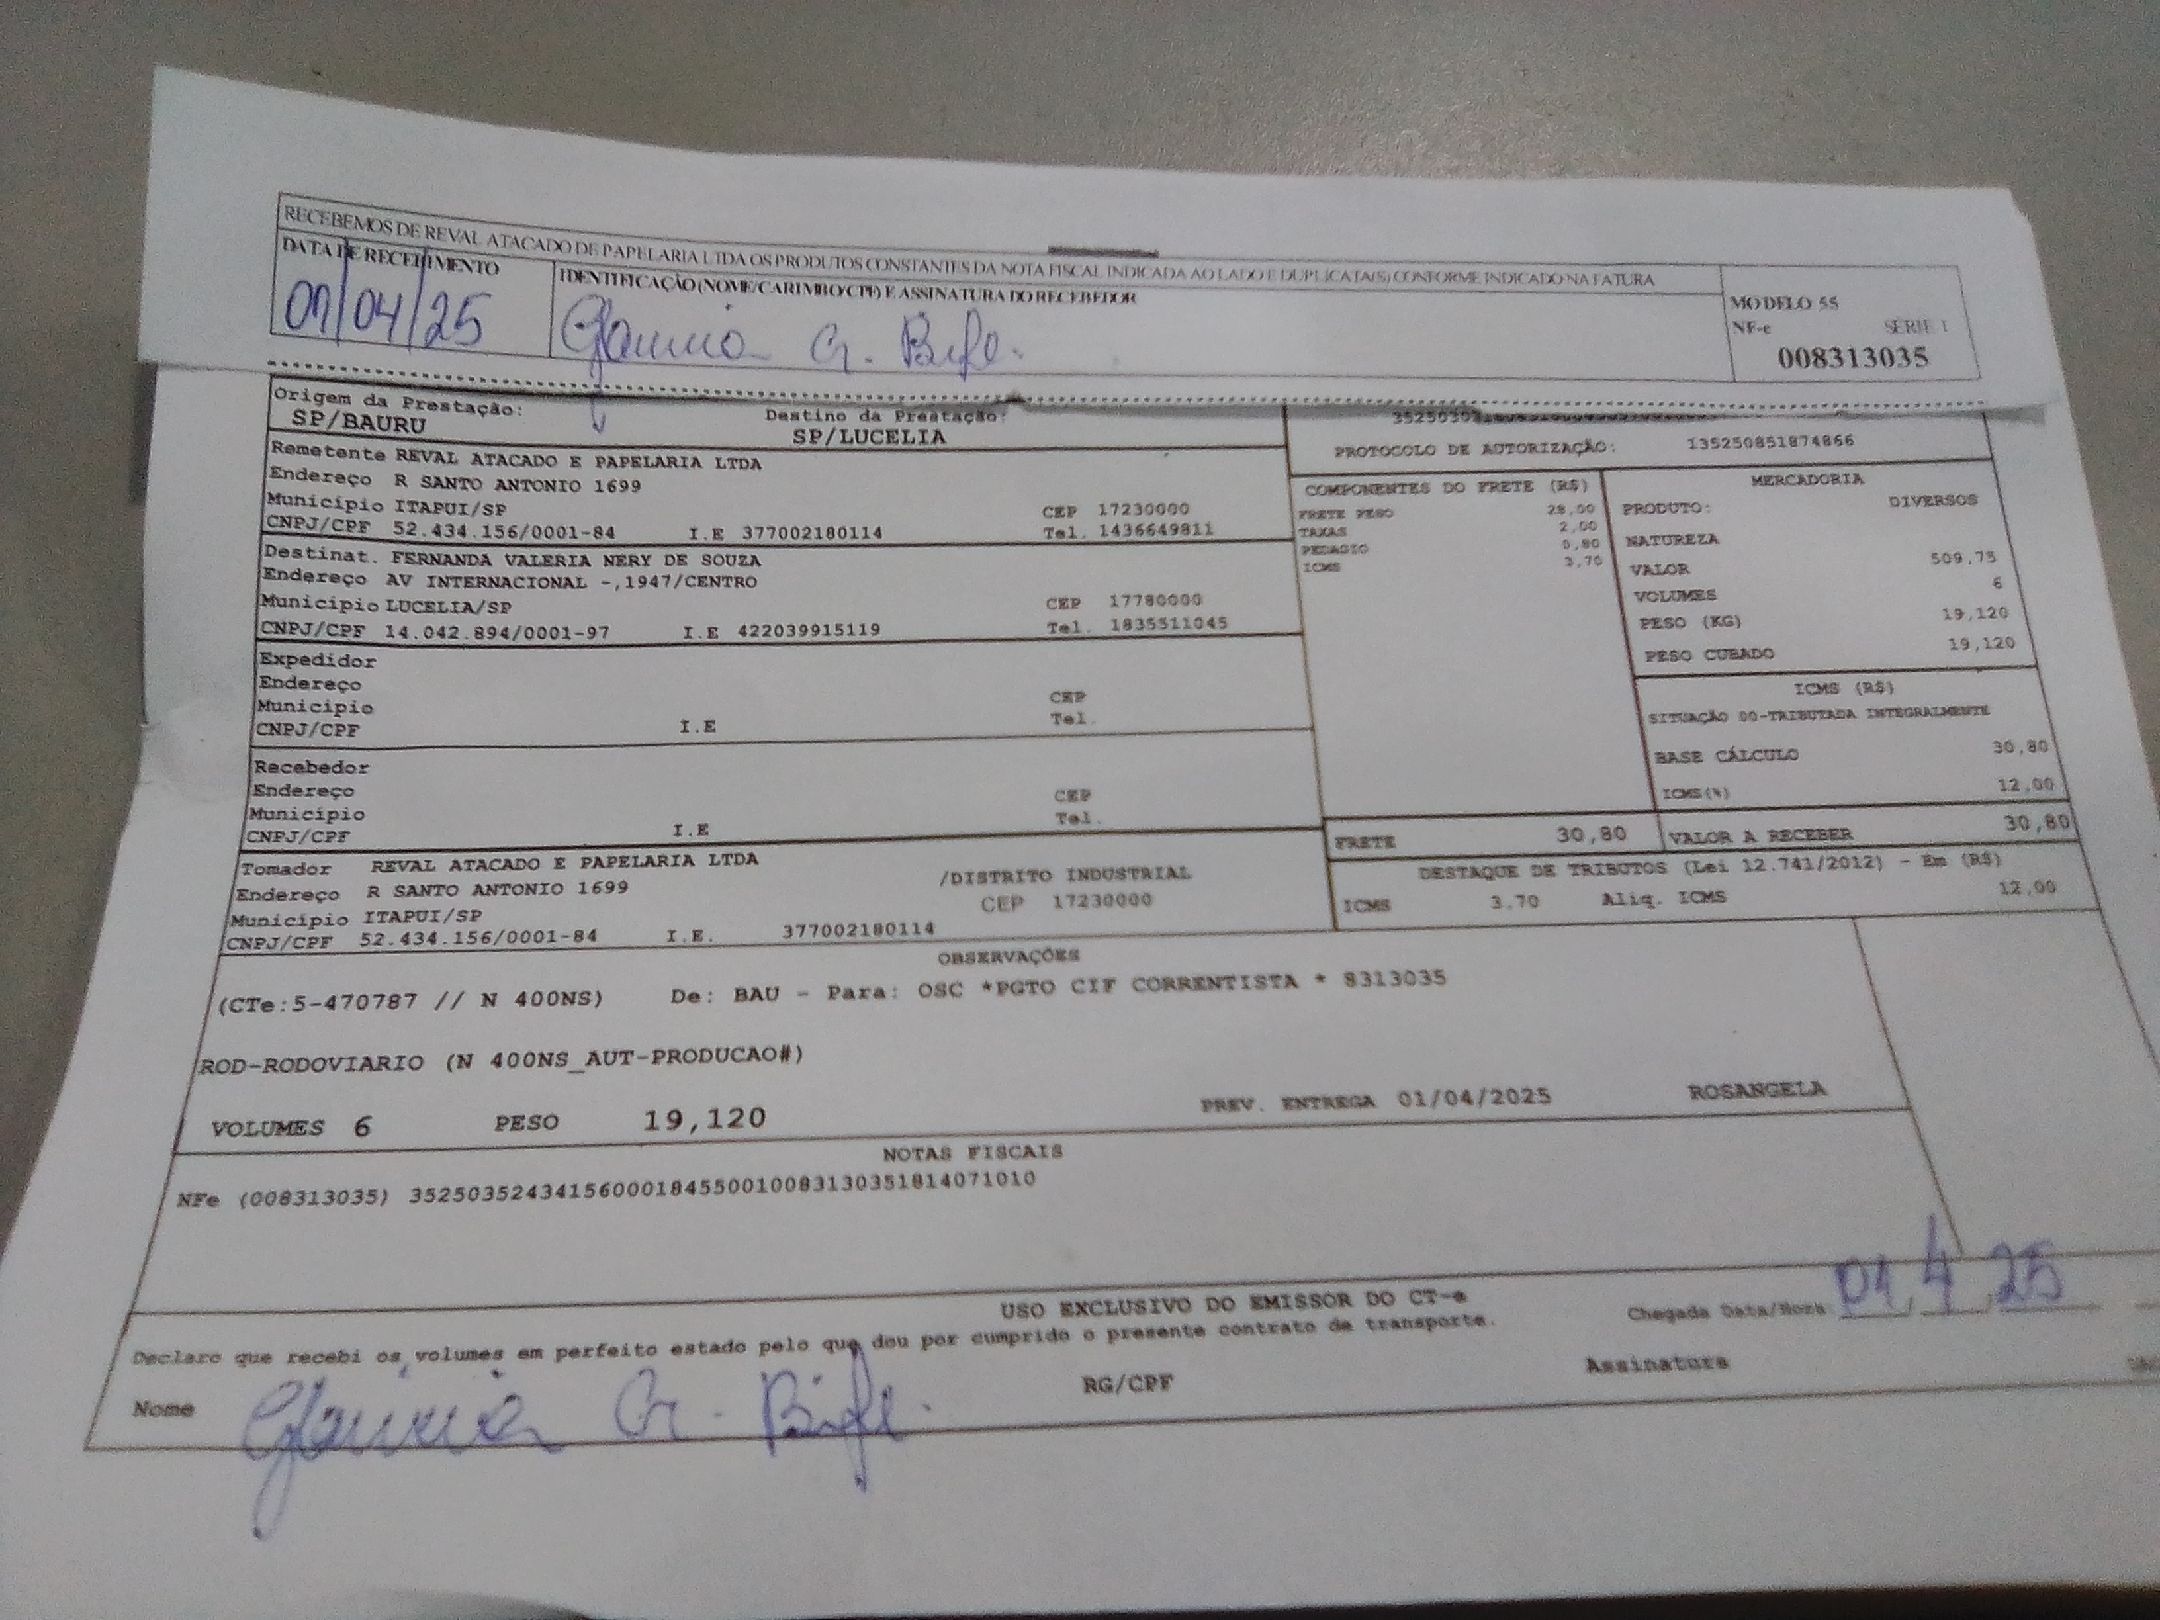 RECEBEMOS DE REVAL ATACADO DE PAPELARIA LTDA OS PRODUTOS CONSTANTES DA NOTA FISCAL INDICADA AO LADO E DUPLICATA(S) CONFORME INDICADO NA FATURA
DATA DE RECEBIMENTO
IDENTIFICAÇÃO (NOME/CARIMBO/CPF) E ASSINATURA DO RECEBEDOR
MODELO 55
NF-e SÉRIE 1
008313035
/04/25
G. 
Origem da Prestação: Destino da Prestação:
SP/BAURU SP/LUCELIA
PROTOCOLO DE AUTORIZAÇÃO: 135250851874866
Remetente REVAL ATACADO E PAPELARIA LTDA
Endereço R SANTO ANTONIO 1699
Município ITAPUI/SP CEP 17230000
CNPJ/CPF 52.434.156/0001-84 I.E 377002180114 Tel. 1436649811
Destinat. FERNANDA VALERIA NERY DE SOUZA
Endereço AV INTERNACIONAL -,1947/CENTRO
Município LUCELIA/SP CEP 17780000
CNPJ/CPF 14.042.894/0001-97 I.E 422039915119 Tel. 1835511045
Expedidor
Endereço
Município CEP
CNPJ/CPF I.E Tel.
Recebedor
Endereço
Município CEP
CNPJ/CPF I.E Tel.
Tomador REVAL ATACADO E PAPELARIA LTDA
Endereço R SANTO ANTONIO 1699 /DISTRITO INDUSTRIAL
Município ITAPUI/SP CEP 17230000
CNPJ/CPF 52.434.156/0001-84 I.E. 377002180114
COMPONENTES DO FRETE (R$)
FRETE PESO 28,00
TAXAS 2,00
PEDAGIO 0,80
ICMS 3,70
MERCADORIA
PRODUTO: DIVERSOS
NATUREZA
VALOR 509,75
VOLUMES 6
PESO (KG) 19,120
PESO CUBADO 19,120
ICMS (R$)
SITUAÇÃO 00-TRIBUTADA INTEGRALMENTE
BASE CÁLCULO 30,80
ICMS(%) 12,00
FRETE 30,80 VALOR A RECEBER 30,80
DESTAQUE DE TRIBUTOS (Lei 12.741/2012) - Em (R$)
ICMS 3.70 Aliq. ICMS 12,00
OBSERVAÇÕES
(CTe:5-470787 // N 400NS) De: BAU - Para: OSC *PGTO CIF CORRENTISTA * 8313035
ROD-RODOVIARIO (N 400NS_AUT-PRODUCAO#)
VOLUMES 6 PESO 19,120 PREV. ENTREGA 01/04/2025 ROSANGELA
NOTAS FISCAIS
NFe (008313035) 35250352434156000184550010083130351814071010
USO EXCLUSIVO DO EMISSOR DO CT-e
Declaro que recebi os volumes em perfeito estado pelo que dou por cumprido o presente contrato de transporte.
Chegada Data/Hora 01 4 25
Nome G. RG/CPF Assinatura